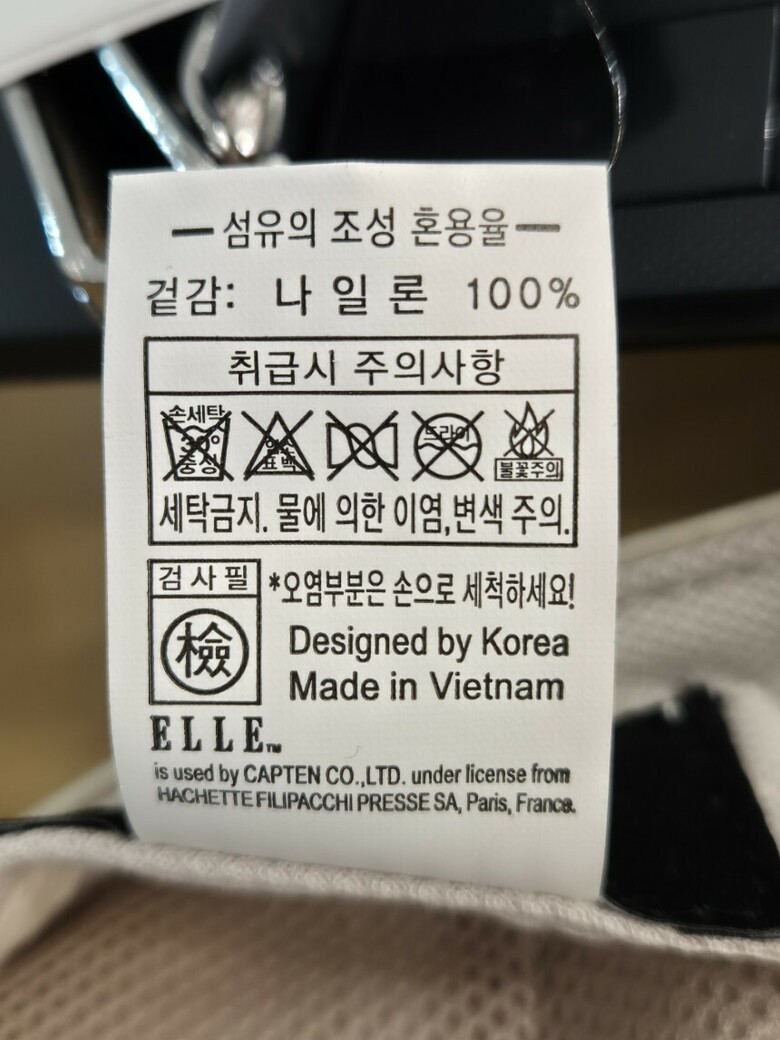 섬유의 조성 혼용율
겉감: 나일론 100%
취급시 주의사항
손세탁 30° 중성
염소 표백
드라이
불꽃주의
세탁금지. 물에 의한 이염,변색 주의.
검사필
檢
*오염부분은 손으로 세척하세요!
Designed by Korea
Made in Vietnam
ELLE™
is used by CAPTEN CO.,LTD. under license from
HACHETTE FILIPACCHI PRESSE SA, Paris, France.